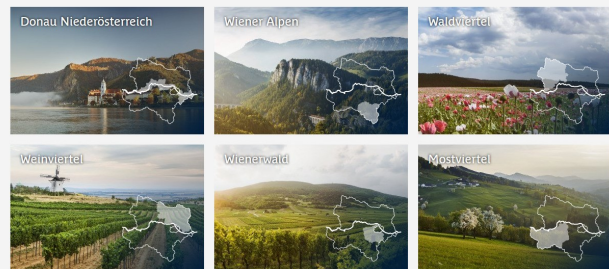 Donau Niederösterreich
Wiener Alpen
Waldviertel
Weinviertel
Wienerwald
Mostviertel